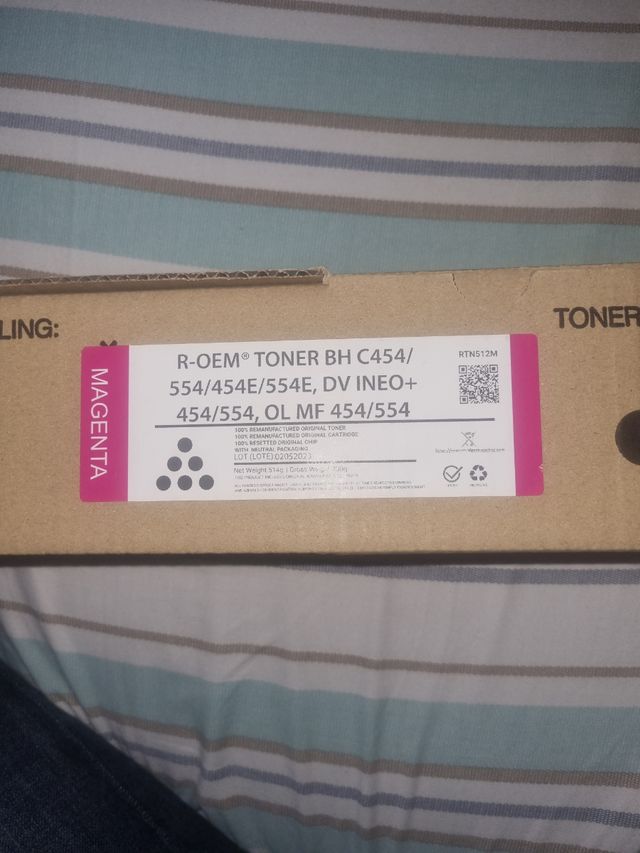 LING:
TONER
MAGENTA
R-OEM® TONER BH C454/
554/454E/554E, DV INEO+
454/554, OL MF 454/554
RTN512M
100% REMANUFACTURED ORIGINAL TONER
100% REMANUFACTURED ORIGINAL CARTRIDGE
100% RESETTED ORIGINAL CHIP
WITH NEUTRAL PACKAGING
LOT (LOTE) 02052023
Net Weight 514g | Gross Weight